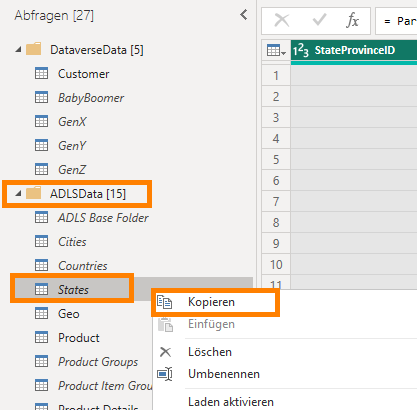 Abfragen [27]
DataverseData [5]
Customer
BabyBoomer
GenX
GenY
GenZ
ADLSData [15]
ADLS Base Folder
Cities
Countries
States
Geo
Product
Product Groups
Product Item Grou
Product Details
fx
= Par
1 2 3 StateProvinceID
1
2
3
4
5
6
7
8
9
10
11
Kopieren
Einfügen
Löschen
Umbenennen
Laden aktivieren